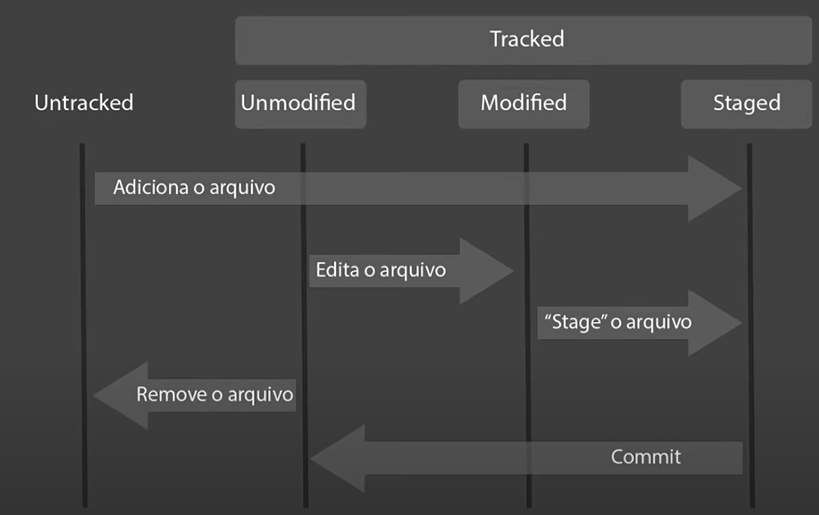 Tracked
Untracked
Unmodified
Modified
Staged
Adiciona o arquivo
Edita o arquivo
“Stage” o arquivo
Remove o arquivo
Commit